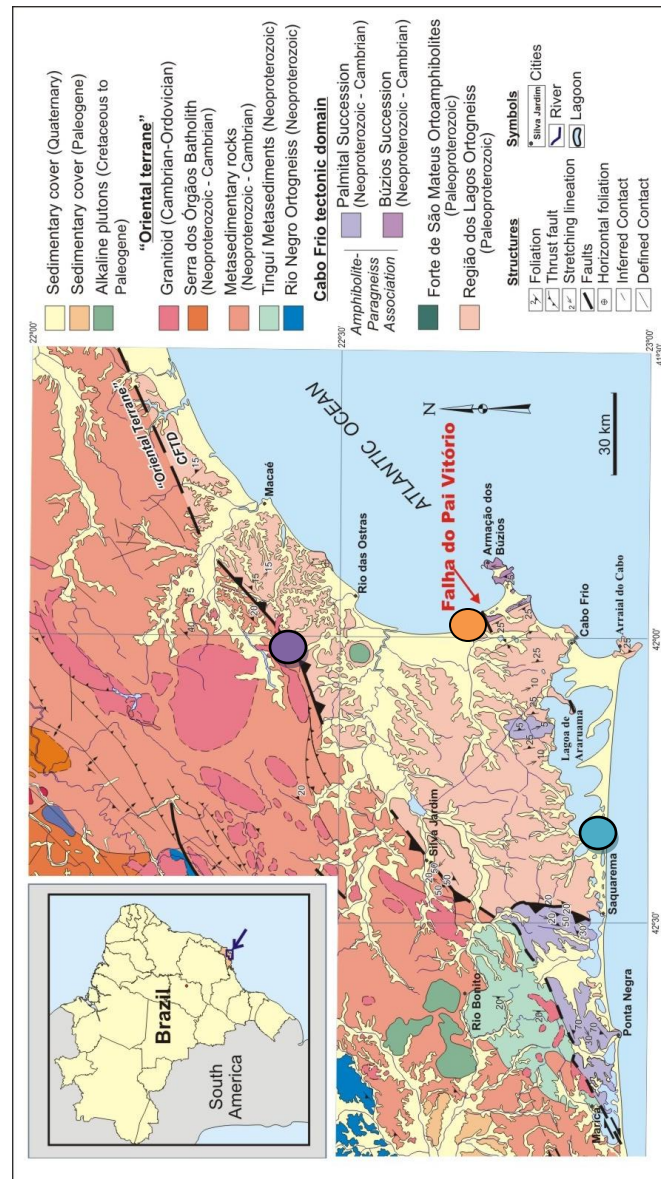 Sedimentary cover (Quaternary)
Sedimentary cover (Paleogene)
Alkaline plutons (Cretaceous to
Paleogene)
“Oriental terrane”
Granitoid (Cambrian-Ordovician)
Serra dos Órgãos Batholith
(Neoproterozoic - Cambrian)
Metasedimentary rocks
(Neoproterozoic - Cambrian)
Tinguí Metasediments (Neoproterozoic)
Rio Negro Ortogneiss (Neoproterozoic)
Cabo Frio tectonic domain
Amphibolite-
Paragneiss
Association
Palmital Succession
(Neoproterozoic - Cambrian)
Búzios Succession
(Neoproterozoic - Cambrian)
Forte de São Mateus Ortoamphibolites
(Paleoproterozoic)
Região dos Lagos Ortogneiss
(Paleoproterozoic)
Structures
Foliation
Thrust fault
Stretching lineation
Faults
Horizontal foliation
Inferred Contact
Defined Contact
Symbols
Silva Jardim
Cities
River
Lagoon
22°00'
22°30'
23°00'
41°30'
42°00'
42°30'
"Oriental Terrane"
CFTD
Macaé
Rio das Ostras
ATLANTIC OCEAN
N
30 km
Falha do Pai Vitório
Armação dos
Búzios
Cabo Frio
Arraial do Cabo
Lagoa de
Araruama
Silva Jardim
Saquarema
Rio Bonito
Ponta Negra
Maricá
Brazil
South
America